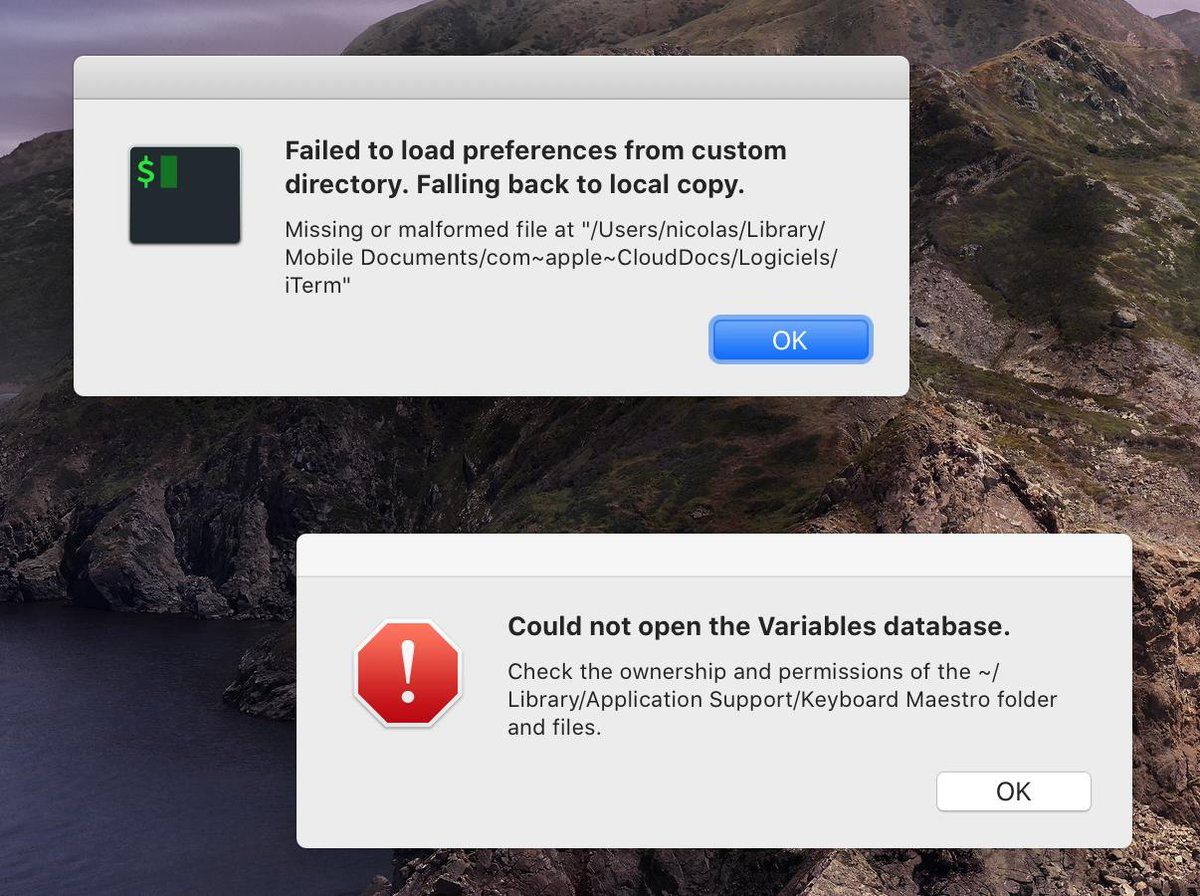 $
Failed to load preferences from custom
directory. Falling back to local copy.
Missing or malformed file at "/Users/nicolas/Library/
Mobile Documents/com~apple~CloudDocs/Logiciels/
iTerm"
OK
!
Could not open the Variables database.
Check the ownership and permissions of the ~/
Library/Application Support/Keyboard Maestro folder
and files.
OK